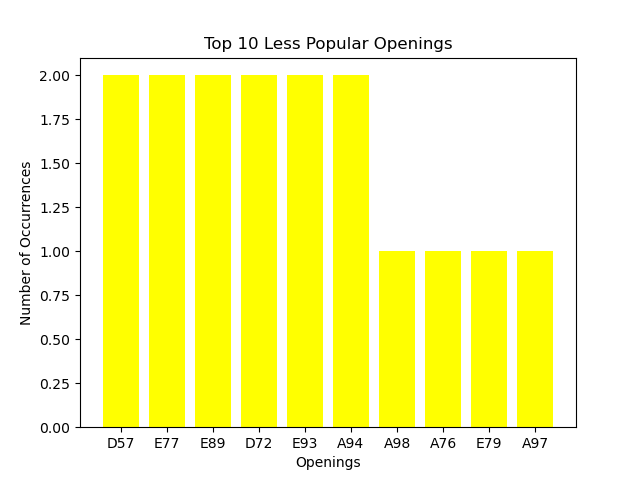 Top 10 Less Popular Openings
2.00
1.75
1.50
1.25
1.00
0.75
0.50
0.25
0.00
Number of Occurrences
D57 E77 E89 D72 E93 A94 A98 A76 E79 A97
Openings